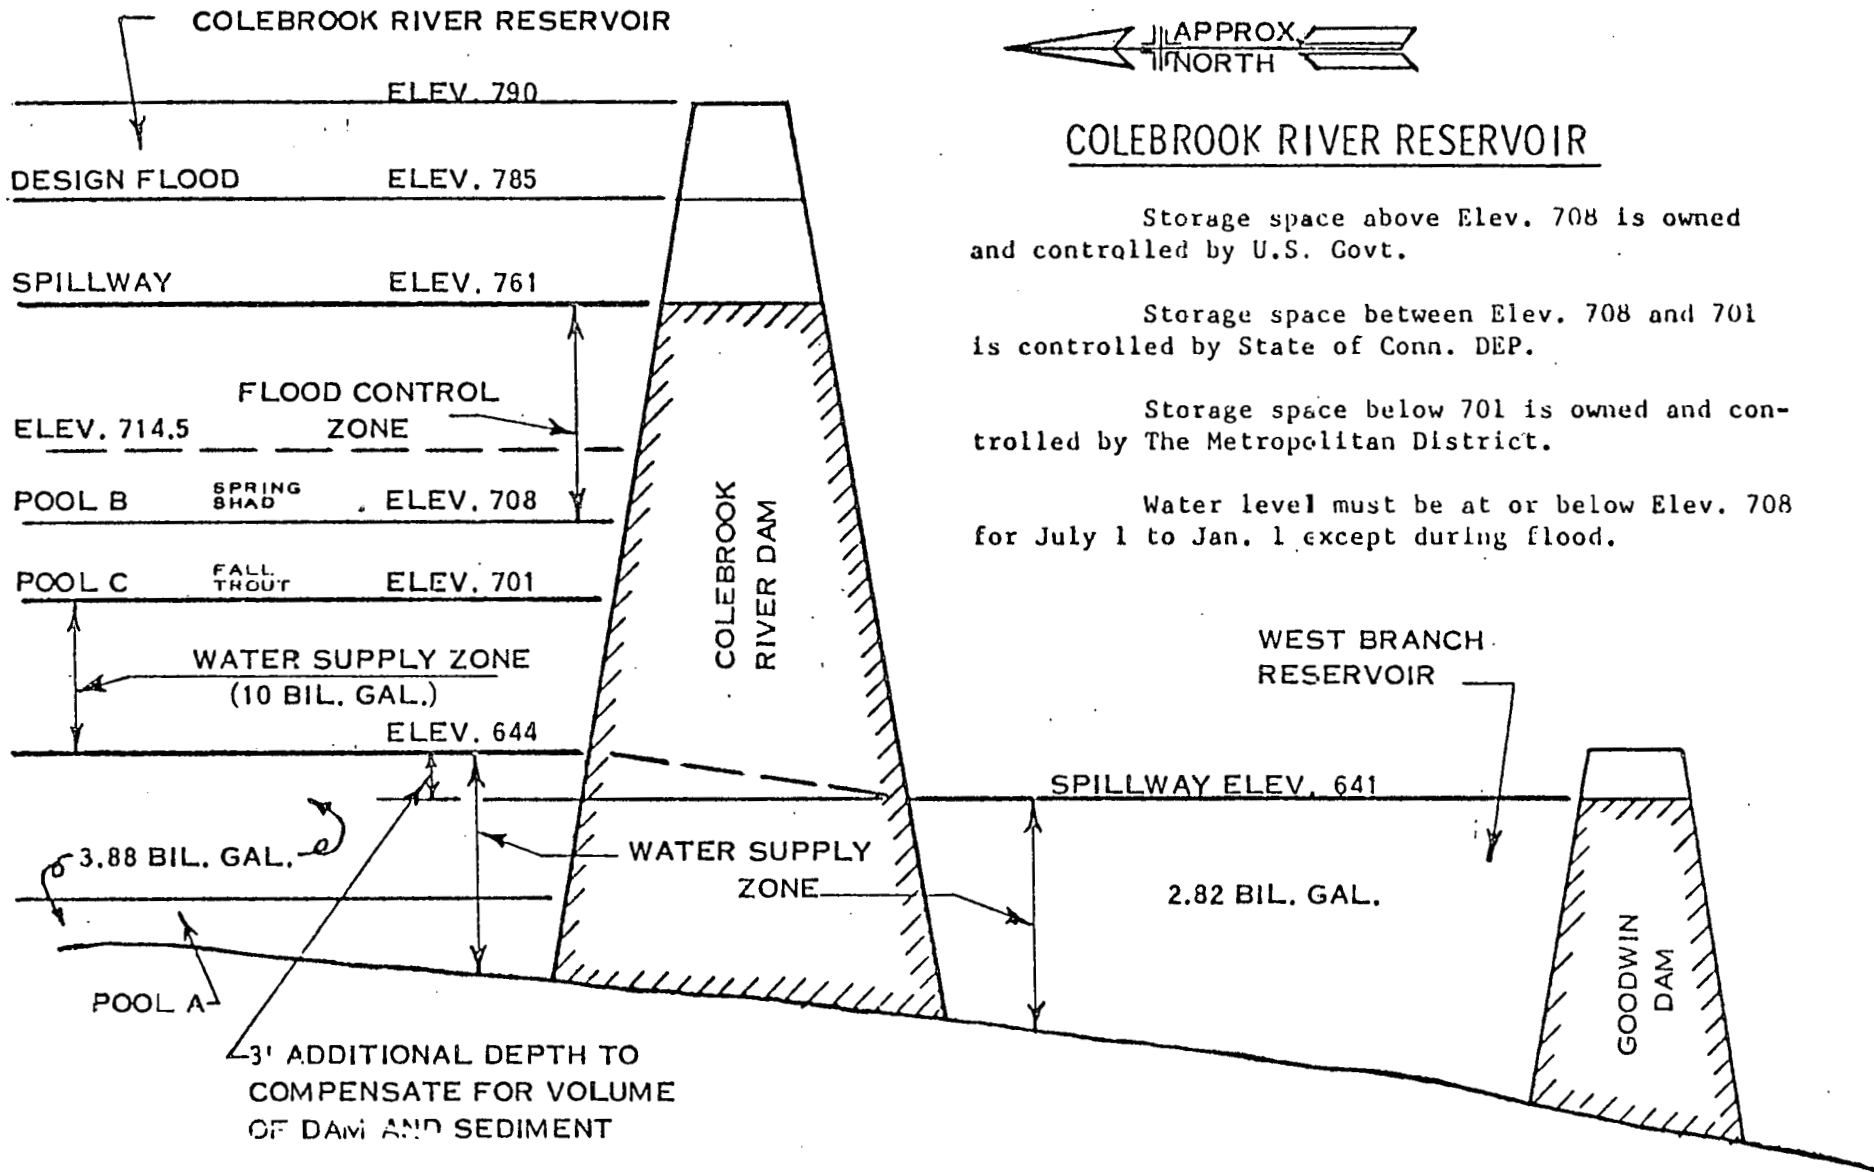 COLEBROOK RIVER RESERVOIR
APPROX.
NORTH
ELEV. 790
COLEBROOK RIVER RESERVOIR
DESIGN FLOOD ELEV. 785
Storage space above Elev. 708 is owned
and controlled by U.S. Govt.
SPILLWAY ELEV. 761
Storage space between Elev. 708 and 701
is controlled by State of Conn. DEP.
FLOOD CONTROL
ZONE
ELEV. 714.5
Storage space below 701 is owned and con-
trolled by The Metropolitan District.
POOL B SPRING SHAD ELEV. 708
Water level must be at or below Elev. 708
for July 1 to Jan. 1 except during flood.
POOL C FALL TROUT ELEV. 701
COLEBROOK
RIVER DAM
WATER SUPPLY ZONE
(10 BIL. GAL.)
WEST BRANCH
RESERVOIR
ELEV. 644
SPILLWAY ELEV. 641
3.88 BIL. GAL.
WATER SUPPLY
ZONE
2.82 BIL. GAL.
GOODWIN
DAM
POOL A
3' ADDITIONAL DEPTH TO
COMPENSATE FOR VOLUME
OF DAM AND SEDIMENT